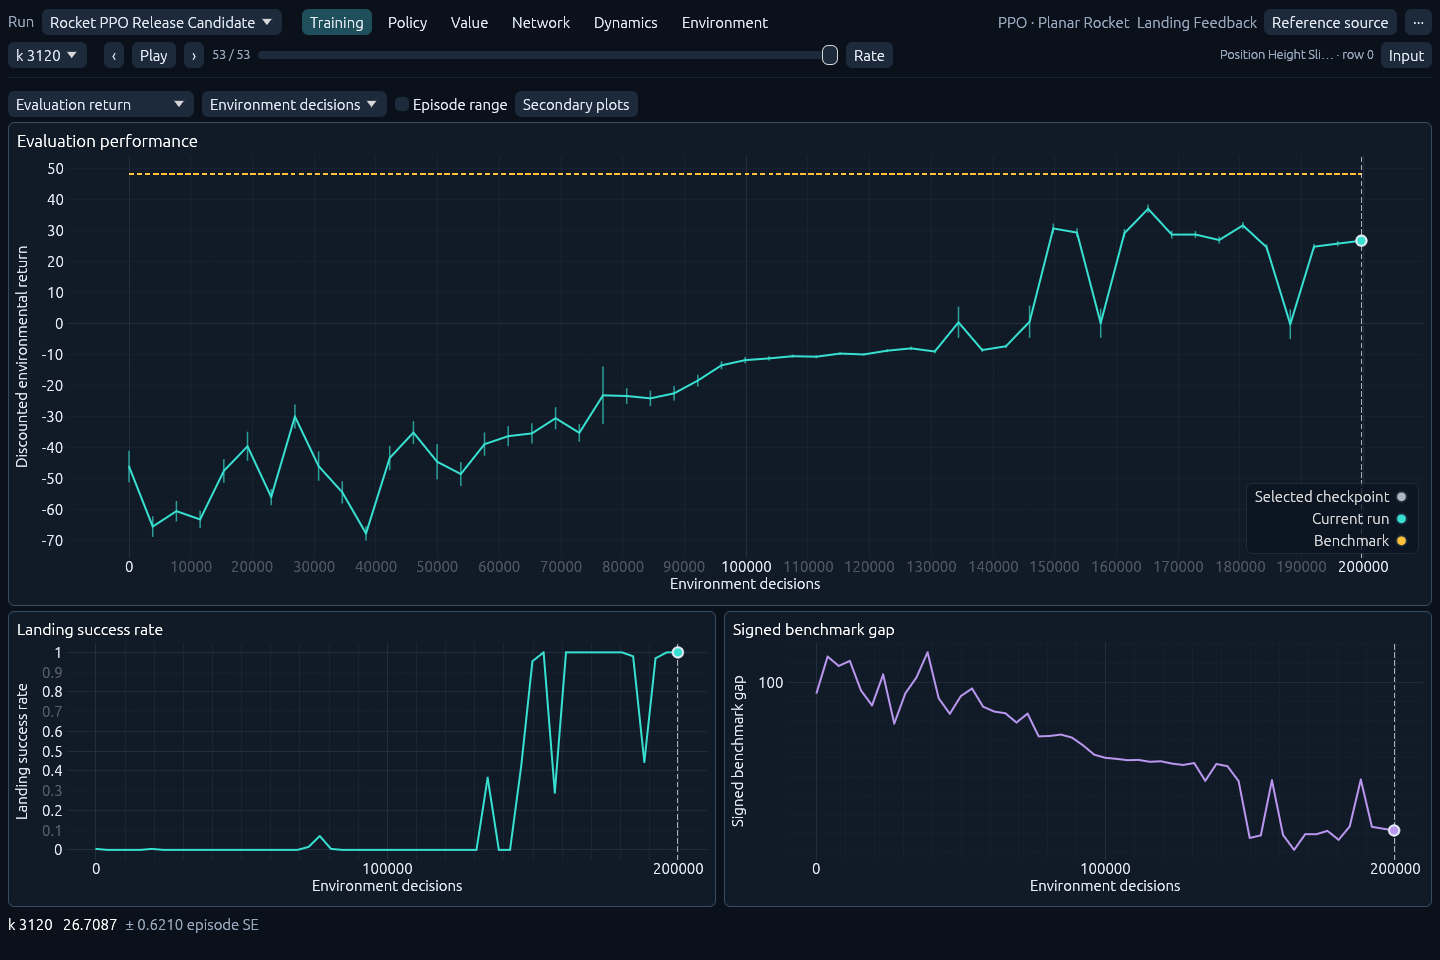 Run Rocket PPO Release Candidate Training Policy Value Network Dynamics Environment PPO · Planar Rocket Landing Feedback Reference source ...
k 3120 ‹ Play › 53 / 53 Rate Position Height Sli... · row 0 Input
Evaluation return Environment decisions Episode range Secondary plots
Evaluation performance
50
40
30
20
10
0
-10
-20
-30
-40
-50
-60
-70
Discounted environmental return
Selected checkpoint
Current run
Benchmark
0 10000 20000 30000 40000 50000 60000 70000 80000 90000 100000 110000 120000 130000 140000 150000 160000 170000 180000 190000 200000
Environment decisions
Landing success rate
1
0.9
0.8
0.7
0.6
0.5
0.4
0.3
0.2
0.1
0
Landing success rate
0 100000 200000
Environment decisions
Signed benchmark gap
100
Signed benchmark gap
0 100000 200000
Environment decisions
k 3120 26.7087 ± 0.6210 episode SE